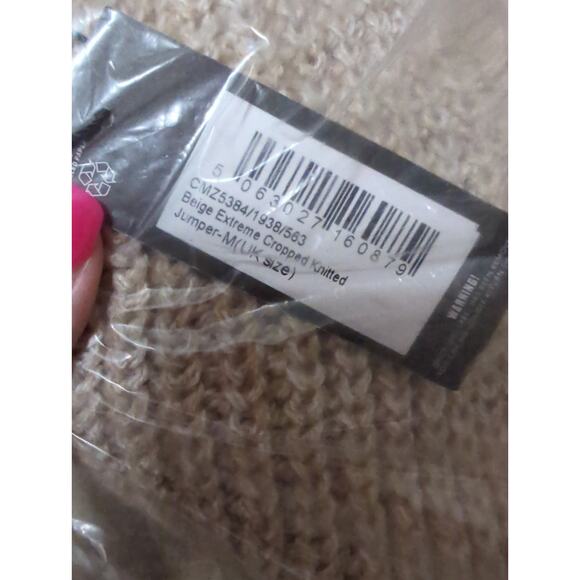 5 063027 160879
CMZ5384/1938/563
Beige Extreme Cropped Knitted
Jumper-M(UK size)
WARNING!